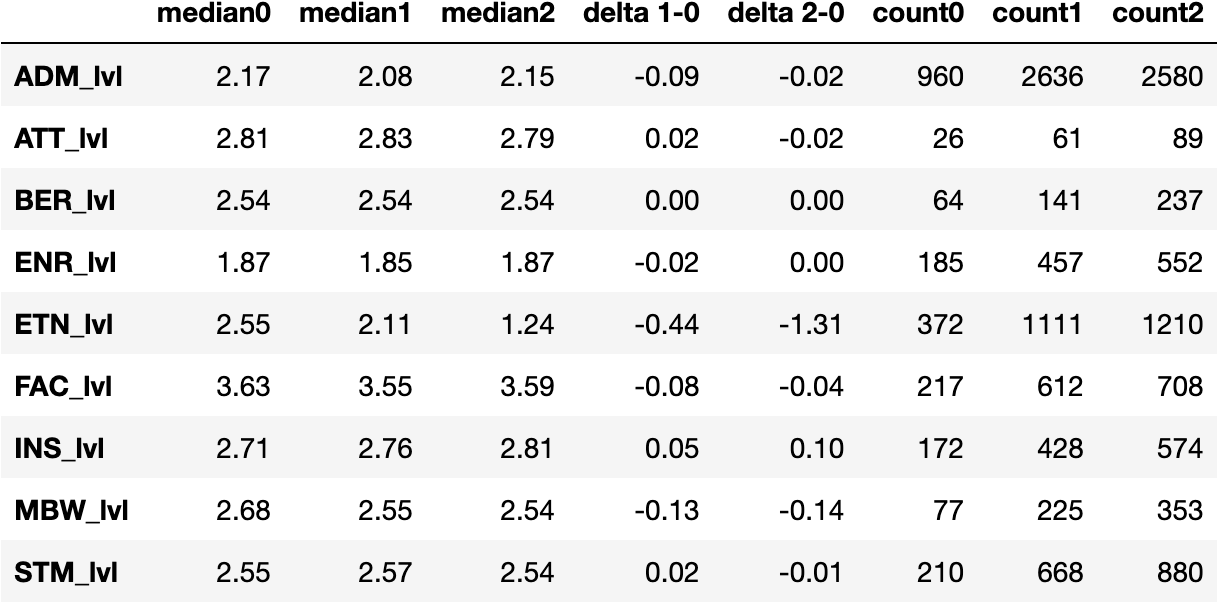 median0 median1 median2 delta 1-0 delta 2-0 count0 count1 count2
ADM_lvl 2.17 2.08 2.15 -0.09 -0.02 960 2636 2580
ATT_lvl 2.81 2.83 2.79 0.02 -0.02 26 61 89
BER_lvl 2.54 2.54 2.54 0.00 0.00 64 141 237
ENR_lvl 1.87 1.85 1.87 -0.02 0.00 185 457 552
ETN_lvl 2.55 2.11 1.24 -0.44 -1.31 372 1111 1210
FAC_lvl 3.63 3.55 3.59 -0.08 -0.04 217 612 708
INS_lvl 2.71 2.76 2.81 0.05 0.10 172 428 574
MBW_lvl 2.68 2.55 2.54 -0.13 -0.14 77 225 353
STM_lvl 2.55 2.57 2.54 0.02 -0.01 210 668 880